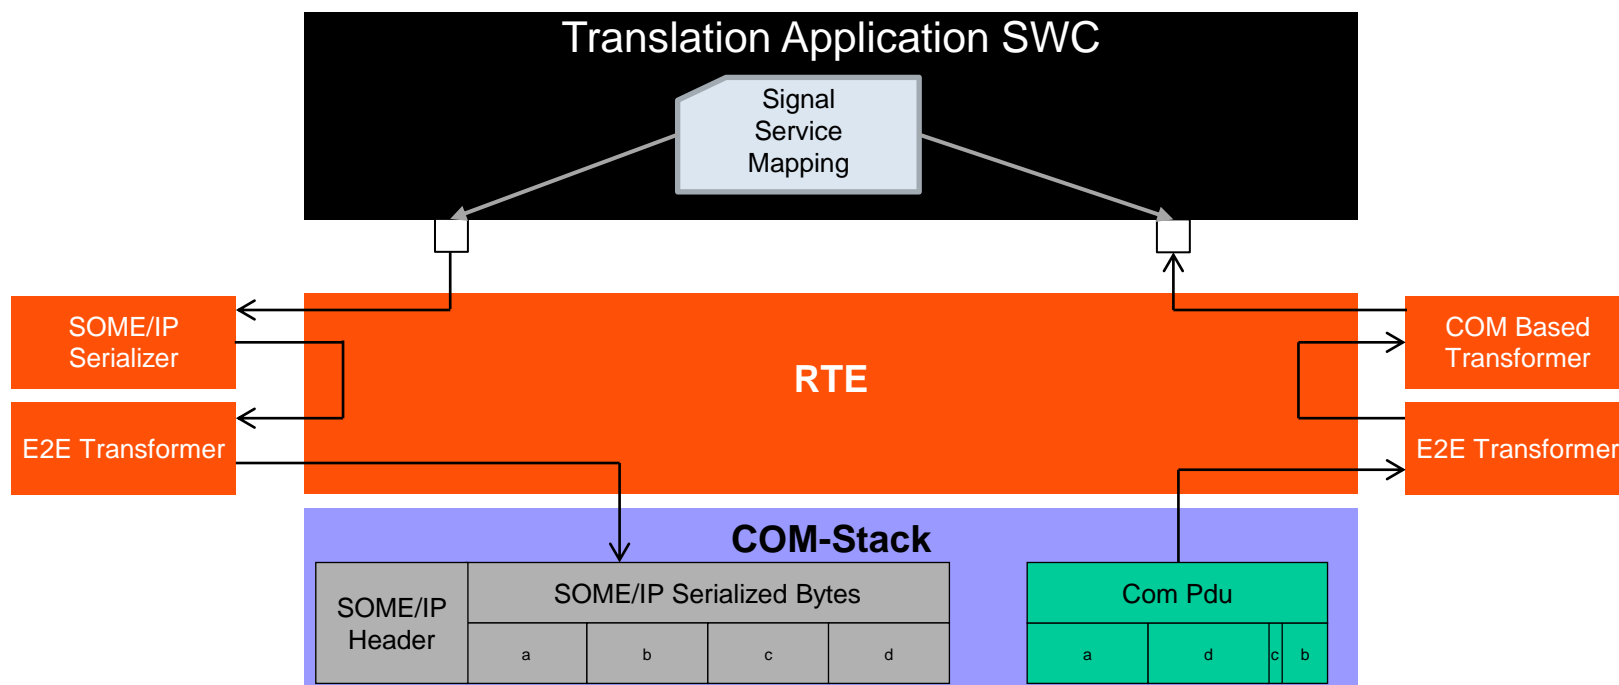 Translation Application SWC
Signal
Service
Mapping
SOME/IP
Serializer
E2E Transformer
RTE
COM Based
Transformer
E2E Transformer
COM-Stack
SOME/IP
Header
SOME/IP Serialized Bytes
a b c d
Com Pdu
a d c b